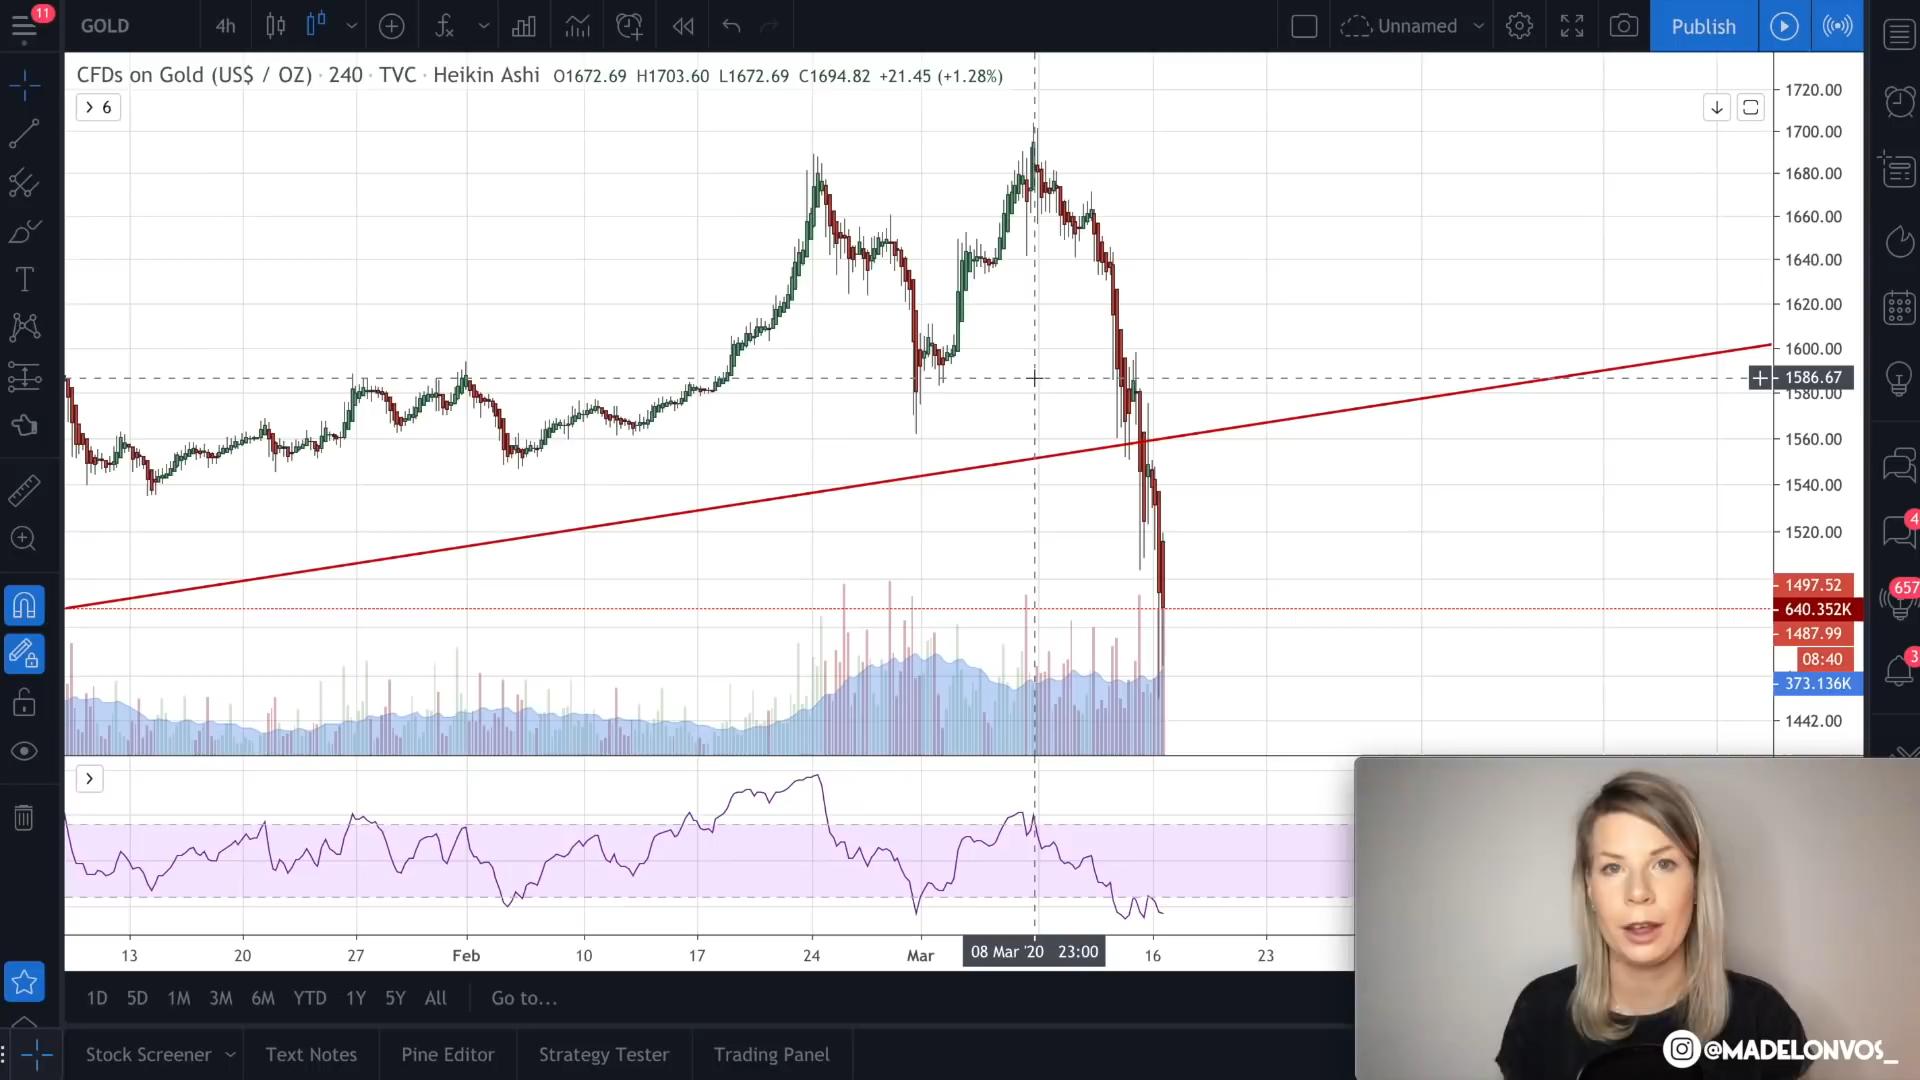 11
GOLD
4h
Unnamed
Publish
CFDs on Gold (US$ / OZ) · 240 · TVC · Heikin Ashi O1672.69 H1703.60 L1672.69 C1694.82 +21.45 (+1.28%)
6
1720.00
1700.00
1680.00
1660.00
1640.00
1620.00
1600.00
1586.67
1580.00
1560.00
1540.00
1520.00
1497.52
640.352K
1487.99
08:40
373.136K
1442.00
4
657
3
13
20
27
Feb
10
17
24
Mar
08 Mar '20 23:00
16
23
1D 5D 1M 3M 6M YTD 1Y 5Y All Go to...
Stock Screener Text Notes Pine Editor Strategy Tester Trading Panel
@MADELONVOS_